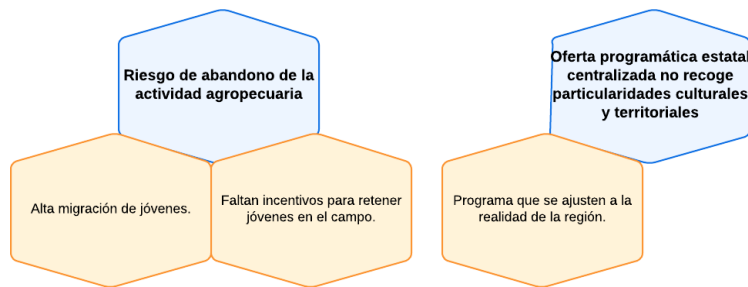 Riesgo de abandono de la
actividad agropecuaria
Oferta programática estatal
centralizada no recoge
particularidades culturales
y territoriales
Alta migración de jóvenes.
Faltan incentivos para retener
jóvenes en el campo.
Programa que se ajusten a la
realidad de la región.